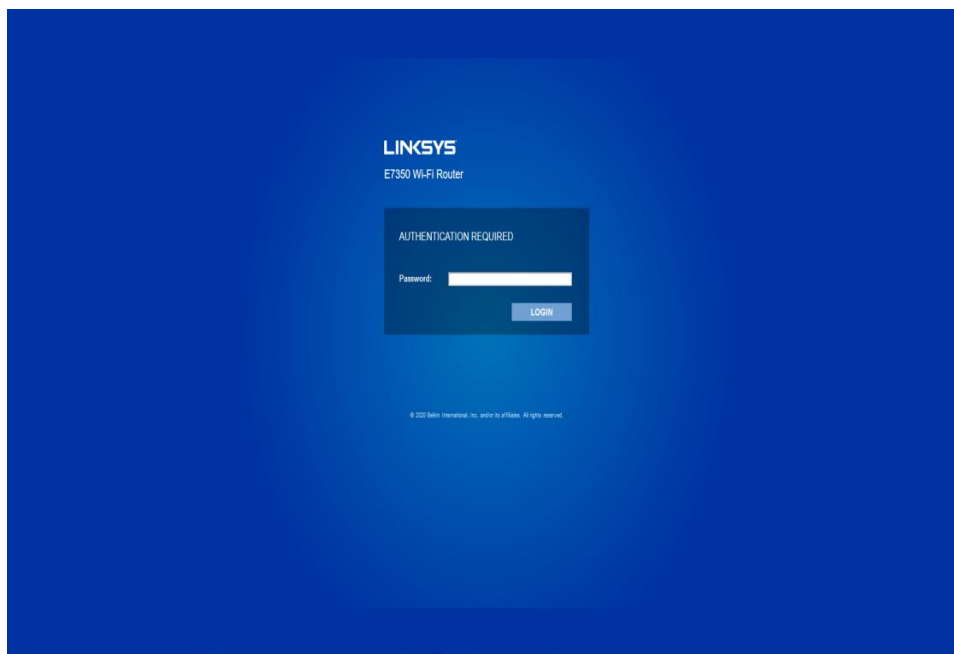 LINKSYS
E7350 Wi-Fi Router
AUTHENTICATION REQUIRED
Password:
LOGIN
© 2020 Belkin International, Inc. and/or its affiliates. All rights reserved.